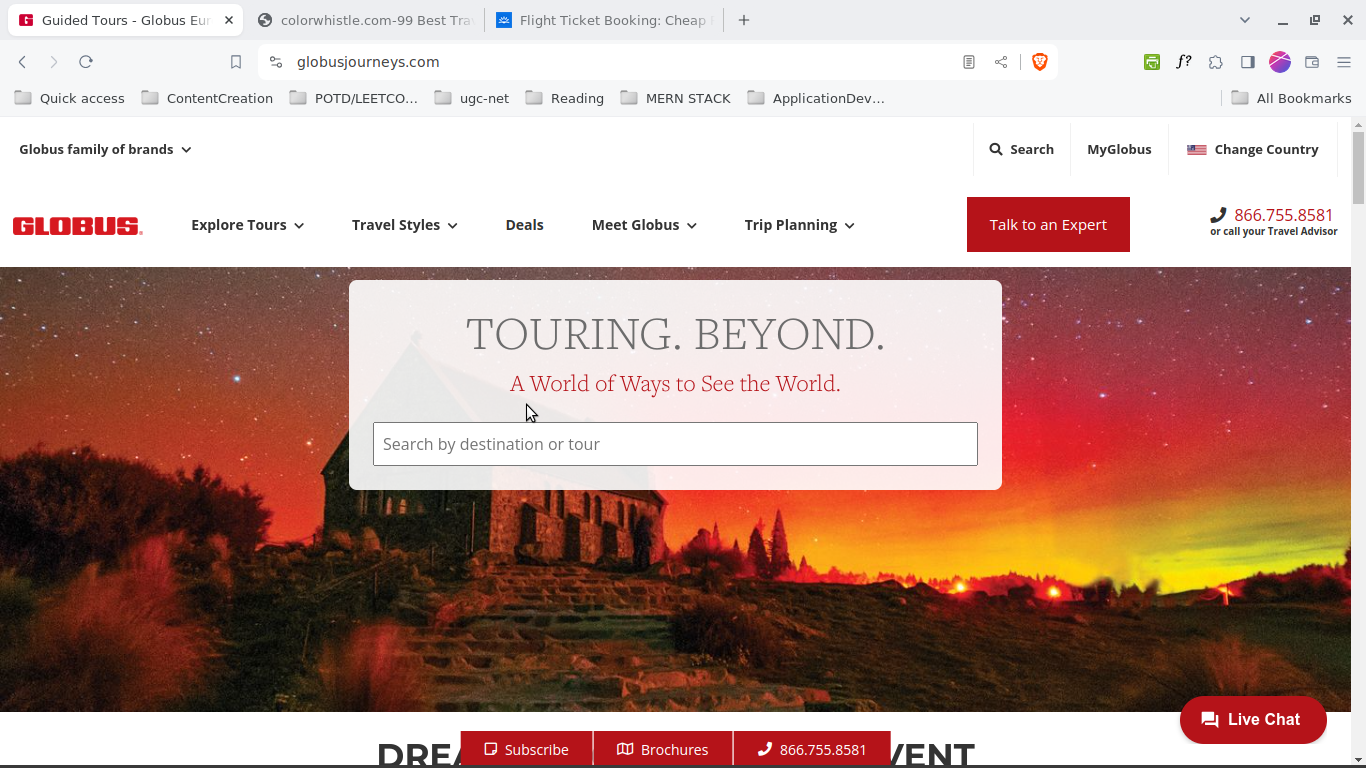 Guided Tours - Globus Eur
colorwhistle.com-99 Best Tra
Flight Ticket Booking: Cheap
globusjourneys.com
f?
Quick access
ContentCreation
POTD/LEETCO...
ugc-net
Reading
MERN STACK
ApplicationDev...
All Bookmarks
Globus family of brands
Search
MyGlobus
Change Country
GLOBUS.
Explore Tours
Travel Styles
Deals
Meet Globus
Trip Planning
Talk to an Expert
866.755.8581
or call your Travel Advisor
TOURING. BEYOND.
A World of Ways to See the World.
Search by destination or tour
Live Chat
Subscribe
Brochures
866.755.8581